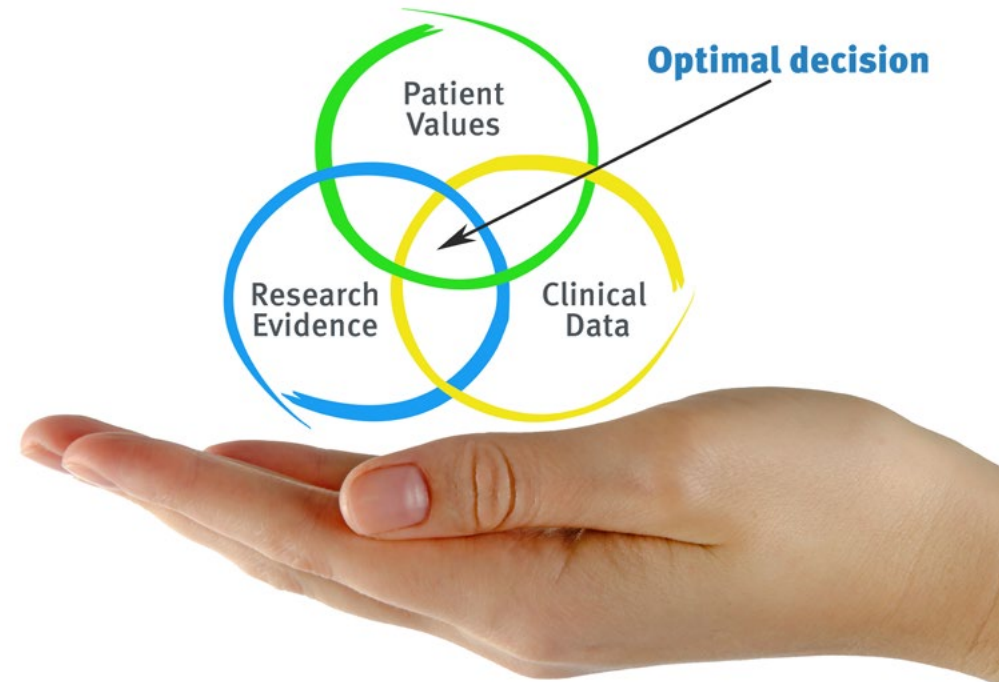 Optimal decision
Patient
Values
Research
Evidence
Clinical
Data